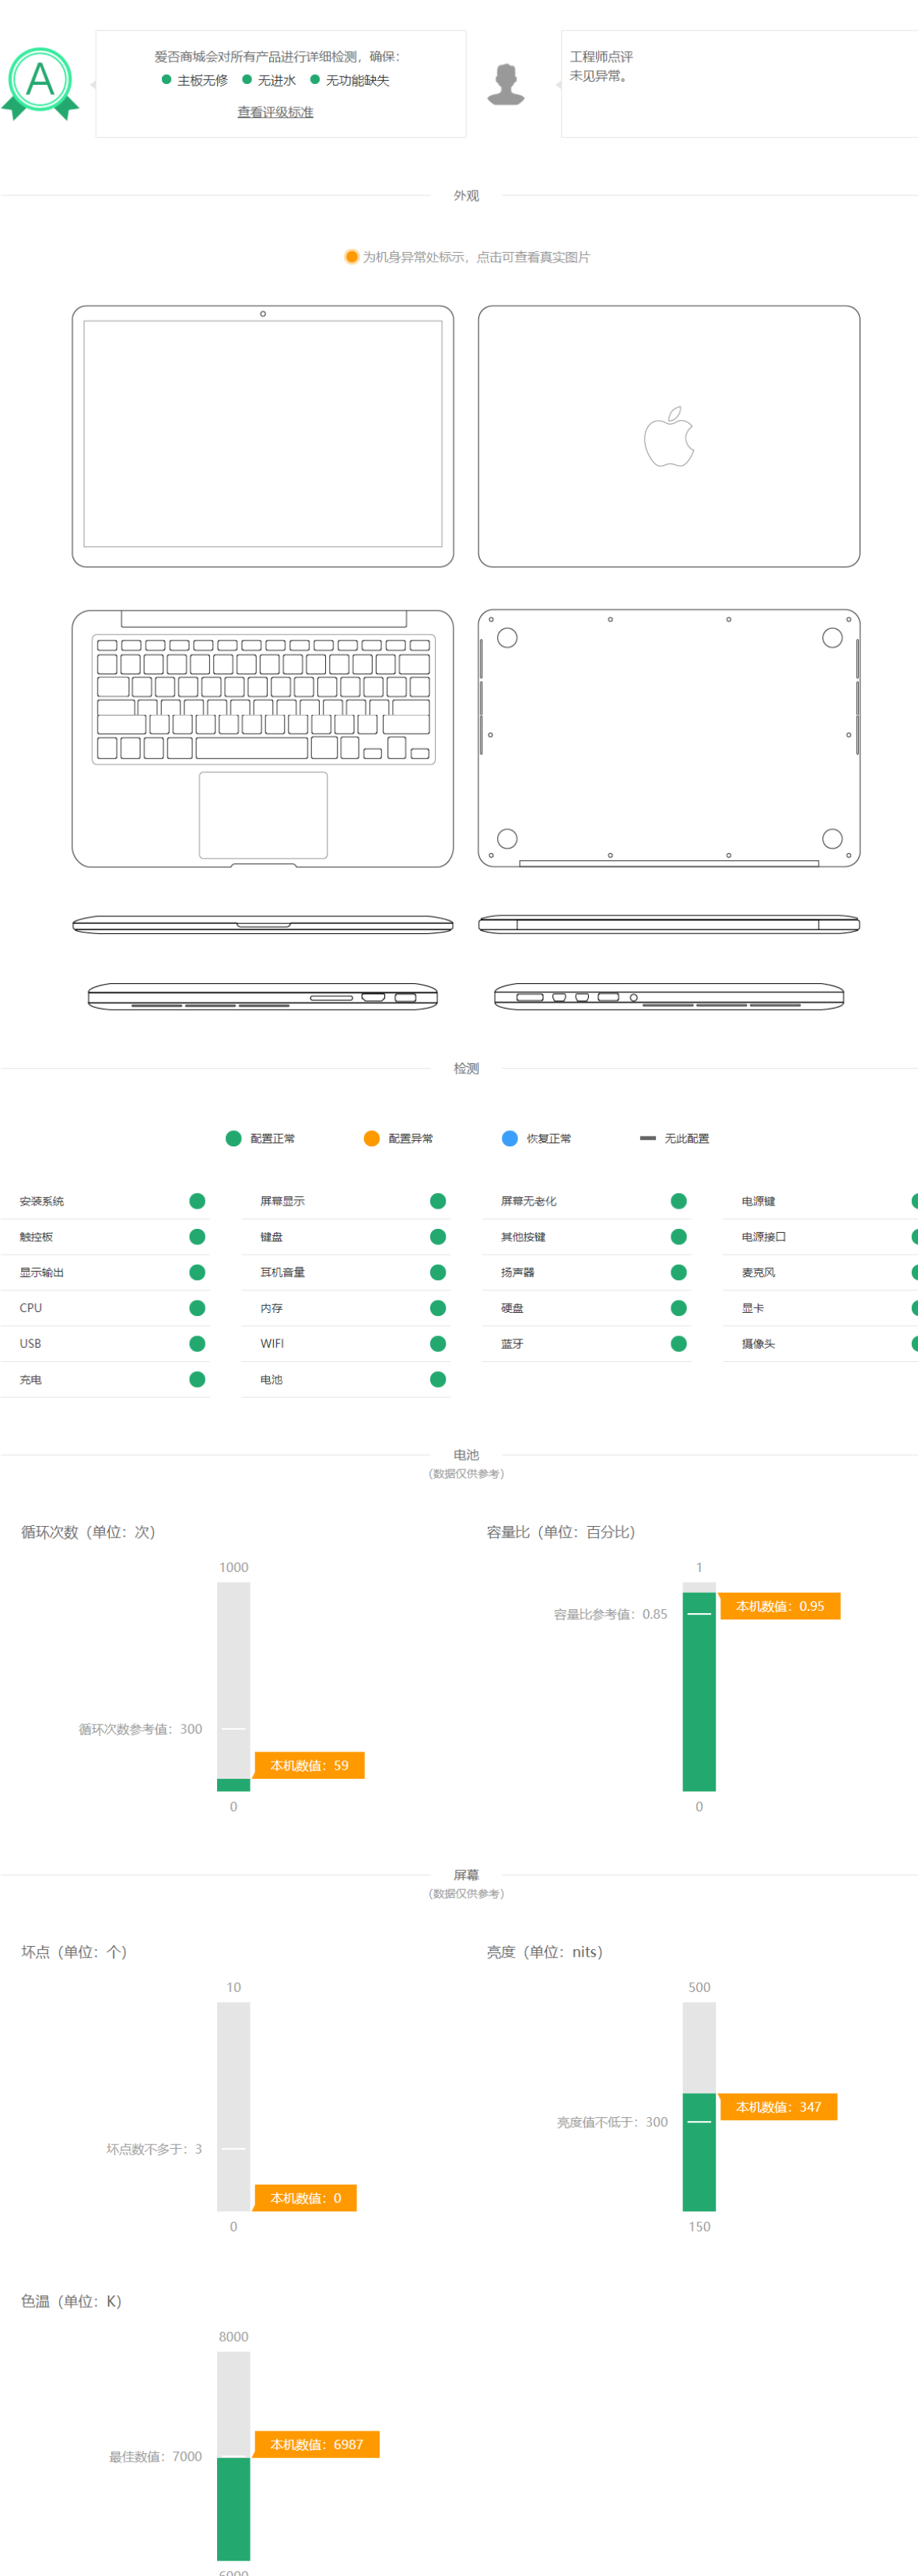 A
爱否商城会对所有产品进行详细检测，确保：
主板无修 无进水 无功能缺失
查看评级标准
工程师点评
未见异常。
外观
为机身异常处标示，点击可查看真实图片
检测
配置正常 配置异常 恢复正常 无此配置
安装系统 屏幕显示 屏幕无老化 电源键
触控板 键盘 其他按键 电源接口
显示输出 耳机音量 扬声器 麦克风
CPU 内存 硬盘 显卡
USB WIFI 蓝牙 摄像头
充电 电池
电池
（数据仅供参考）
循环次数（单位：次）
1000
循环次数参考值：300
本机数值：59
0
容量比（单位：百分比）
1
容量比参考值：0.85
本机数值：0.95
0
屏幕
（数据仅供参考）
坏点（单位：个）
10
坏点数不多于：3
本机数值：0
0
亮度（单位：nits）
500
亮度值不低于：300
本机数值：347
150
色温（单位：K）
8000
最佳数值：7000
本机数值：6987